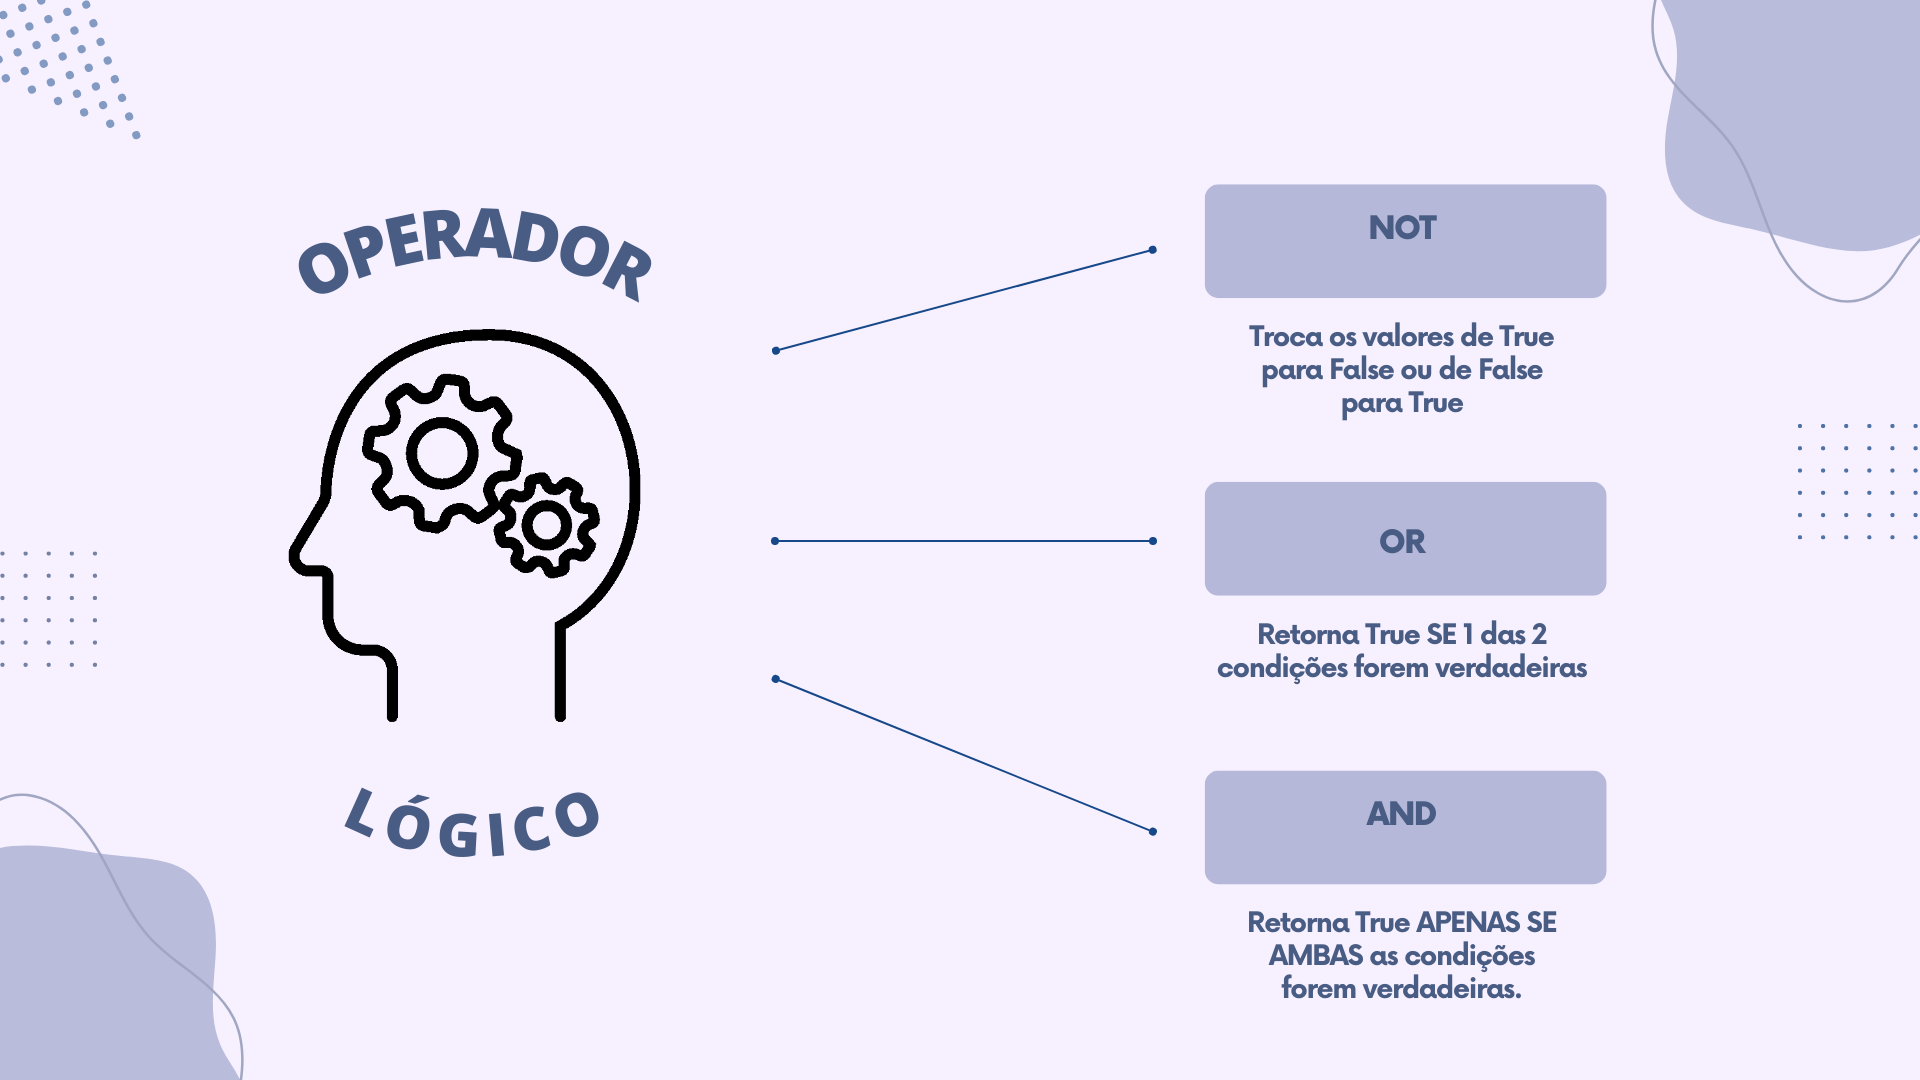 OPERADOR
LÓGICO
NOT
Troca os valores de True
para False ou de False
para True
OR
Retorna True SE 1 das 2
condições forem verdadeiras
AND
Retorna True APENAS SE
AMBAS as condições
forem verdadeiras.